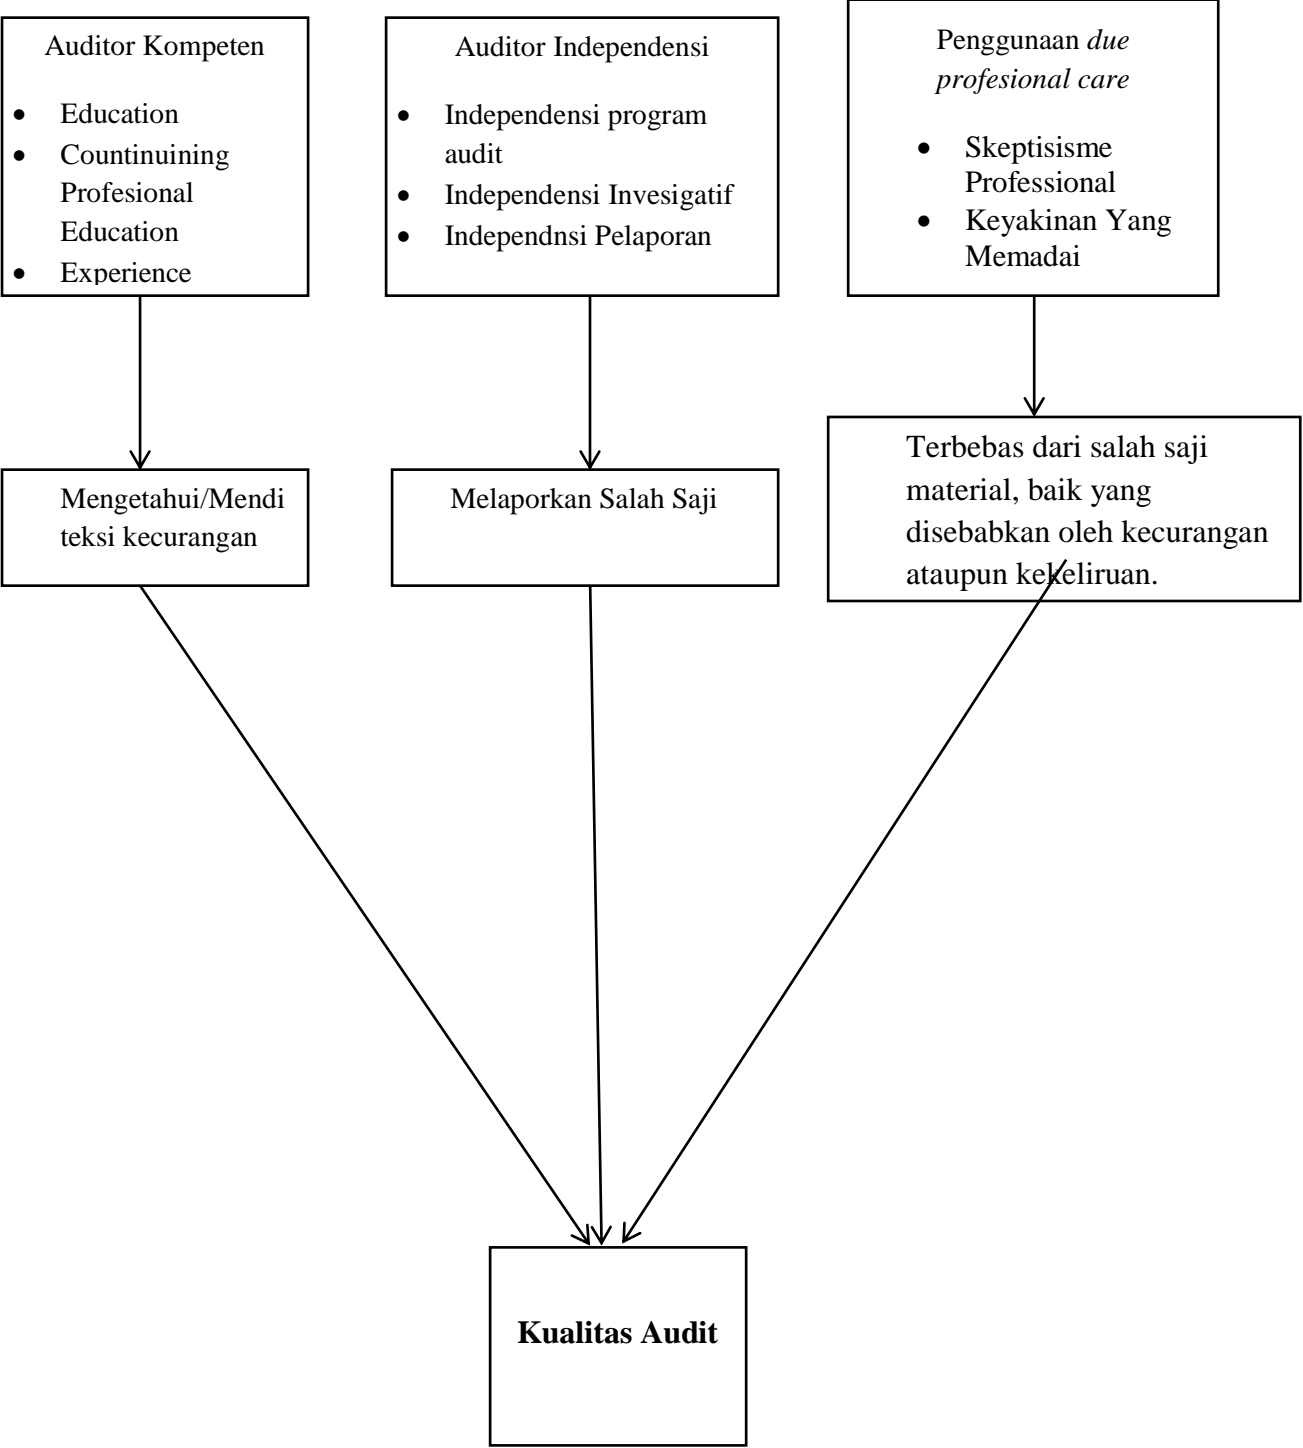 Auditor Kompeten
• Education
• Countinuining
Profesional
Education
• Experience
Auditor Independensi
• Independensi program
audit
• Independensi Invesigatif
• Independnsi Pelaporan
Penggunaan due
profesional care
• Skeptisisme
Professional
• Keyakinan Yang
Memadai
Mengetahui/Mendi
teksi kecurangan
Melaporkan Salah Saji
Terbebas dari salah saji
material, baik yang
disebabkan oleh kecurangan
ataupun kekeliruan.
Kualitas Audit